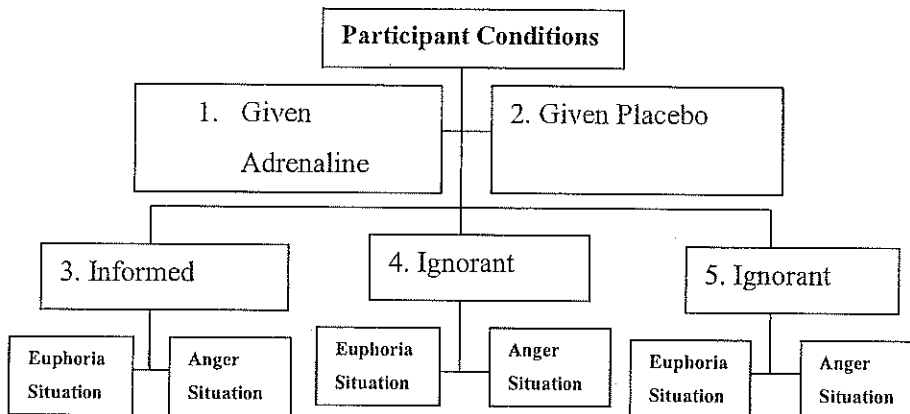 Participant Conditions
1. Given
Adrenaline
2. Given Placebo
3. Informed
4. Ignorant
5. Ignorant
Euphoria
Situation
Anger
Situation
Euphoria
Situation
Anger
Situation
Euphoria
Situation
Anger
Situation